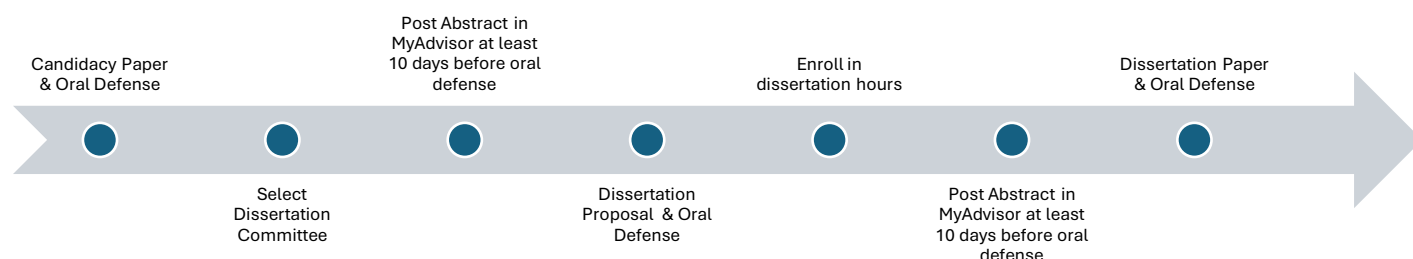 Candidacy Paper
& Oral Defense
Select
Dissertation
Committee
Post Abstract in
MyAdvisor at least
10 days before oral
defense
Dissertation
Proposal & Oral
Defense
Enroll in
dissertation hours
Post Abstract in
MyAdvisor at least
10 days before oral
defense
Dissertation Paper
& Oral Defense